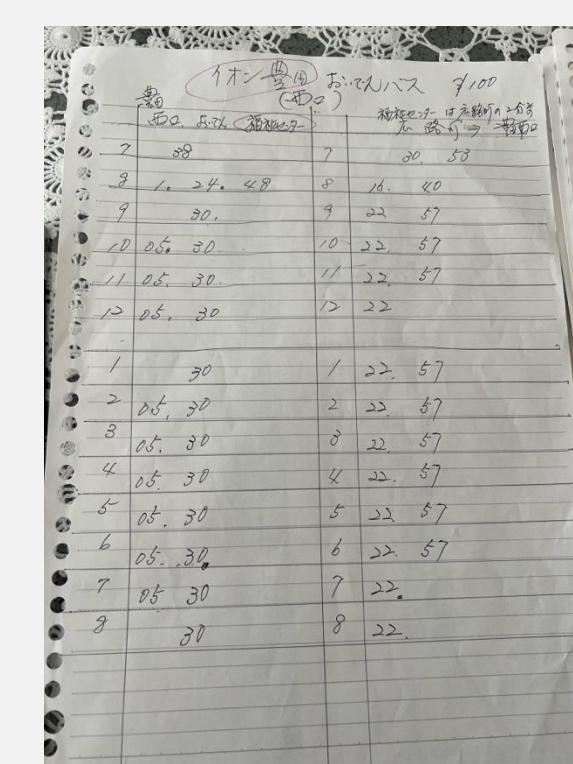 イオン豊田 おいでんバス ¥100
(西口)
豊田
西口 おいでん 福祉センター
福祉センターは広路町の2分前
広路町⇒豊田西口
7 38 7 30. 53
8 1. 24. 48 8 16. 40
9 30. 9 22 57
10 05. 30 10 22. 57
11 05. 30 11 22. 57
12 05. 30 12 22
1 30 1 22. 57
2 05. 30 2 22. 57
3 05. 30 3 22. 57
4 05. 30 4 22. 57
5 05. 30 5 22 57
6 05. 30. 6 22. 57
7 05 30 7 22.
8 30 8 22.